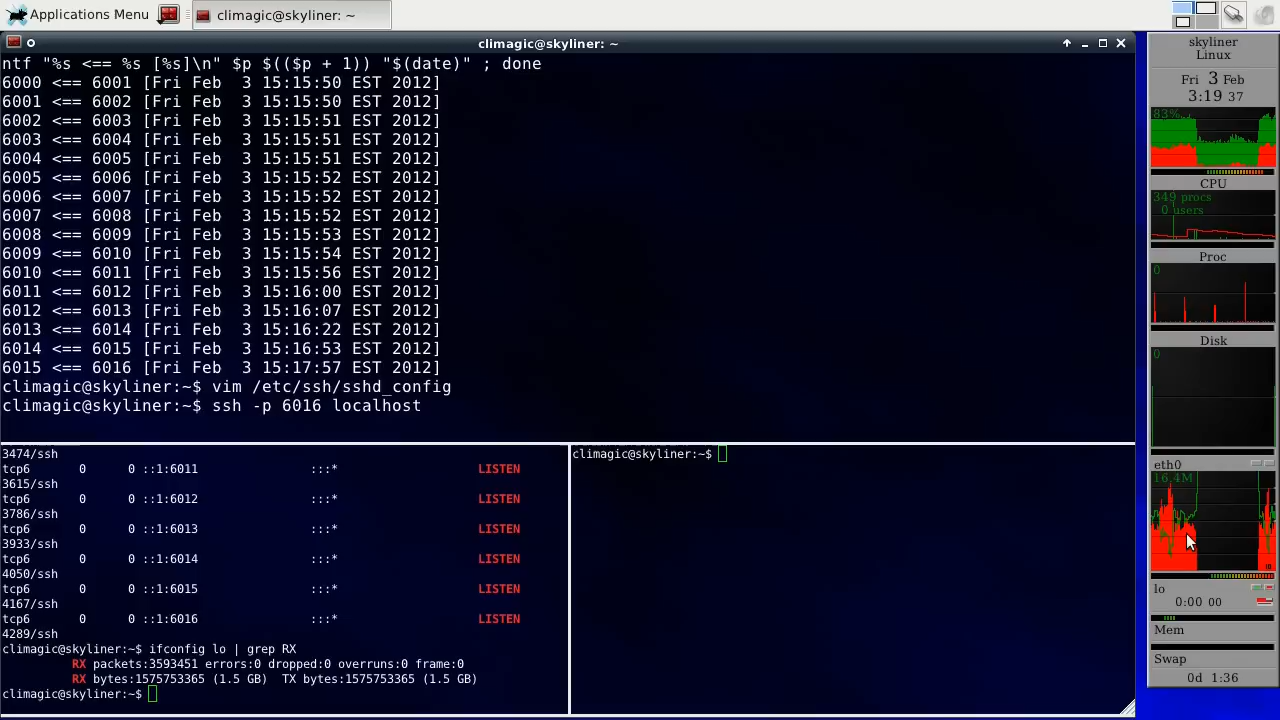 Applications Menu
climagic@skyliner: ~
climagic@skyliner: ~
ntf "%s <== %s [%s]\n" $p $(($p + 1)) "$(date)" ; done
6000 <== 6001 [Fri Feb  3 15:15:50 EST 2012]
6001 <== 6002 [Fri Feb  3 15:15:50 EST 2012]
6002 <== 6003 [Fri Feb  3 15:15:51 EST 2012]
6003 <== 6004 [Fri Feb  3 15:15:51 EST 2012]
6004 <== 6005 [Fri Feb  3 15:15:51 EST 2012]
6005 <== 6006 [Fri Feb  3 15:15:52 EST 2012]
6006 <== 6007 [Fri Feb  3 15:15:52 EST 2012]
6007 <== 6008 [Fri Feb  3 15:15:52 EST 2012]
6008 <== 6009 [Fri Feb  3 15:15:53 EST 2012]
6009 <== 6010 [Fri Feb  3 15:15:54 EST 2012]
6010 <== 6011 [Fri Feb  3 15:15:56 EST 2012]
6011 <== 6012 [Fri Feb  3 15:16:00 EST 2012]
6012 <== 6013 [Fri Feb  3 15:16:07 EST 2012]
6013 <== 6014 [Fri Feb  3 15:16:22 EST 2012]
6014 <== 6015 [Fri Feb  3 15:16:53 EST 2012]
6015 <== 6016 [Fri Feb  3 15:17:57 EST 2012]
climagic@skyliner:~$ vim /etc/ssh/sshd_config
climagic@skyliner:~$ ssh -p 6016 localhost
3474/ssh
tcp6 0 0 ::1:6011 :::* LISTEN
3615/ssh
tcp6 0 0 ::1:6012 :::* LISTEN
3786/ssh
tcp6 0 0 ::1:6013 :::* LISTEN
3933/ssh
tcp6 0 0 ::1:6014 :::* LISTEN
4050/ssh
tcp6 0 0 ::1:6015 :::* LISTEN
4167/ssh
tcp6 0 0 ::1:6016 :::* LISTEN
4289/ssh
climagic@skyliner:~$ ifconfig lo | grep RX
RX packets:3593451 errors:0 dropped:0 overruns:0 frame:0
RX bytes:1575753365 (1.5 GB)  TX bytes:1575753365 (1.5 GB)
climagic@skyliner:~$
climagic@skyliner:~$
skyliner
Linux
Fri 3 Feb
3:19 37
83%
CPU
349 procs
0 users
Proc
0
Disk
0
eth0
16.4M
lo
0:00 00
Mem
Swap
0d 1:36